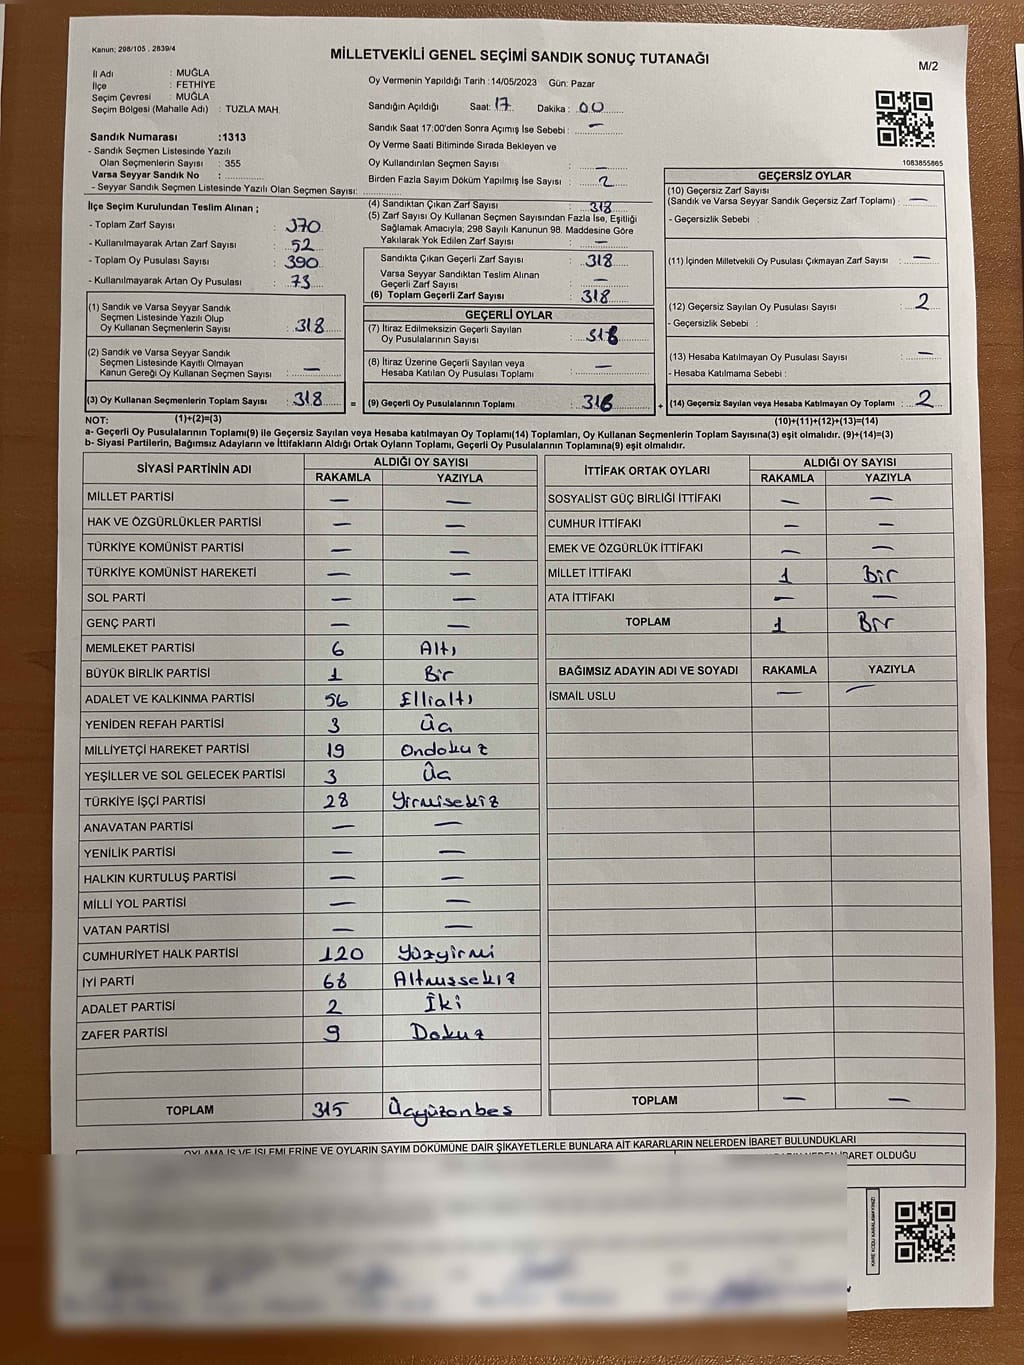 Kanun; 298/105 , 2839/4
MİLLETVEKİLİ GENEL SEÇİMİ SANDIK SONUÇ TUTANAĞI
M/2
İl Adı : MUĞLA
İlçe : FETHİYE
Seçim Çevresi : MUĞLA
Seçim Bölgesi (Mahalle Adı) : TUZLA MAH.
Sandık Numarası :1313
- Sandık Seçmen Listesinde Yazılı
Olan Seçmenlerin Sayısı : 355
Varsa Seyyar Sandık No :
- Seyyar Sandık Seçmen Listesinde Yazılı Olan Seçmen Sayısı:
Oy Vermenin Yapıldığı Tarih :14/05/2023 Gün: Pazar
Sandığın Açıldığı Saat: 17 Dakika : 00
Sandık Saat 17:00'den Sonra Açımış İse Sebebi : —
Oy Verme Saati Bitiminde Sırada Bekleyen ve
Oy Kullandırılan Seçmen Sayısı : —
Birden Fazla Sayım Döküm Yapılmış İse Sayısı : 2
1083855865
İlçe Seçim Kurulundan Teslim Alınan ;
- Toplam Zarf Sayısı : 370
- Kullanılmayarak Artan Zarf Sayısı : 52
- Toplam Oy Pusulası Sayısı : 390
- Kullanılmayarak Artan Oy Pusulası : 73
(1) Sandık ve Varsa Seyyar Sandık
Seçmen Listesinde Yazılı Olup
Oy Kullanan Seçmenlerin Sayısı : 318
(2) Sandık ve Varsa Seyyar Sandık
Seçmen Listesinde Kayıtlı Olmayan
Kanun Gereği Oy Kullanan Seçmen Sayısı : —
(3) Oy Kullanan Seçmenlerin Toplam Sayısı : 318
(4) Sandıktan Çıkan Zarf Sayısı : 318
(5) Zarf Sayısı Oy Kullanan Seçmen Sayısından Fazla İse, Eşitliği
Sağlamak Amacıyla; 298 Sayılı Kanunun 98. Maddesine Göre
Yakılarak Yok Edilen Zarf Sayısı : —
Sandıkta Çıkan Geçerli Zarf Sayısı : 318
Varsa Seyyar Sandıktan Teslim Alınan
Geçerli Zarf Sayısı : —
(6) Toplam Geçerli Zarf Sayısı : 318
GEÇERLİ OYLAR
(7) İtiraz Edilmeksizin Geçerli Sayılan
Oy Pusulalarının Sayısı : 316
(8) İtiraz Üzerine Geçerli Sayılan veya
Hesaba Katılan Oy Pusulası Toplamı : —
= (9) Geçerli Oy Pusulalarının Toplamı : 316
GEÇERSİZ OYLAR
(10) Geçersiz Zarf Sayısı
(Sandık ve Varsa Seyyar Sandık Geçersiz Zarf Toplamı) : —
- Geçersizlik Sebebi :
(11) İçinden Milletvekili Oy Pusulası Çıkmayan Zarf Sayısı : —
(12) Geçersiz Sayılan Oy Pusulası Sayısı : 2
- Geçersizlik Sebebi :
(13) Hesaba Katılmayan Oy Pusulası Sayısı : —
- Hesaba Katılmama Sebebi :
+ (14) Geçersiz Sayılan veya Hesaba Katılmayan Oy Toplamı : 2
NOT: (1)+(2)=(3) (10)+(11)+(12)+(13)=(14)
a- Geçerli Oy Pusulalarının Toplamı(9) ile Geçersiz Sayılan veya Hesaba katılmayan Oy Toplamı(14) Toplamları, Oy Kullanan Seçmenlerin Toplam Sayısına(3) eşit olmalıdır. (9)+(14)=(3)
b- Siyasi Partilerin, Bağımsız Adayların ve İttifakların Aldığı Ortak Oyların Toplamı, Geçerli Oy Pusulalarının Toplamına(9) eşit olmalıdır.
SİYASİ PARTİNİN ADI ALDIĞI OY SAYISI
RAKAMLA YAZIYLA
MİLLET PARTİSİ — —
HAK VE ÖZGÜRLÜKLER PARTİSİ — —
TÜRKİYE KOMÜNİST PARTİSİ — —
TÜRKİYE KOMÜNİST HAREKETİ — —
SOL PARTİ — —
GENÇ PARTİ — —
MEMLEKET PARTİSİ 6 Altı
BÜYÜK BİRLİK PARTİSİ 1 Bir
ADALET VE KALKINMA PARTİSİ 56 Ellialtı
YENİDEN REFAH PARTİSİ 3 Üç
MİLLİYETÇİ HAREKET PARTİSİ 19 Ondokuz
YEŞİLLER VE SOL GELECEK PARTİSİ 3 Üç
TÜRKİYE İŞÇİ PARTİSİ 28 Yirmisekiz
ANAVATAN PARTİSİ — —
YENİLİK PARTİSİ — —
HALKIN KURTULUŞ PARTİSİ — —
MİLLİ YOL PARTİSİ — —
VATAN PARTİSİ — —
CUMHURİYET HALK PARTİSİ 120 Yüzyirmi
İYİ PARTİ 68 Altmışsekiz
ADALET PARTİSİ 2 İki
ZAFER PARTİSİ 9 Dokuz
TOPLAM 315 Üçyüzonbeş
İTTİFAK ORTAK OYLARI ALDIĞI OY SAYISI
RAKAMLA YAZIYLA
SOSYALİST GÜÇ BİRLİĞİ İTTİFAKI — —
CUMHUR İTTİFAKI — —
EMEK VE ÖZGÜRLÜK İTTİFAKI — —
MİLLET İTTİFAKI 1 Bir
ATA İTTİFAKI — —
TOPLAM 1 Bir
BAĞIMSIZ ADAYIN ADI VE SOYADI RAKAMLA YAZIYLA
İSMAİL USLU — —
TOPLAM — —
OYLAMA İŞ VE İŞLEMLERİNE VE OYLARIN SAYIM DÖKÜMÜNE DAİR ŞİKAYETLERLE BUNLARA AİT KARARLARIN NELERDEN İBARET BULUNDUKLARI
İBARET OLDUĞU
KARE KODU KARALAMAYINIZ!